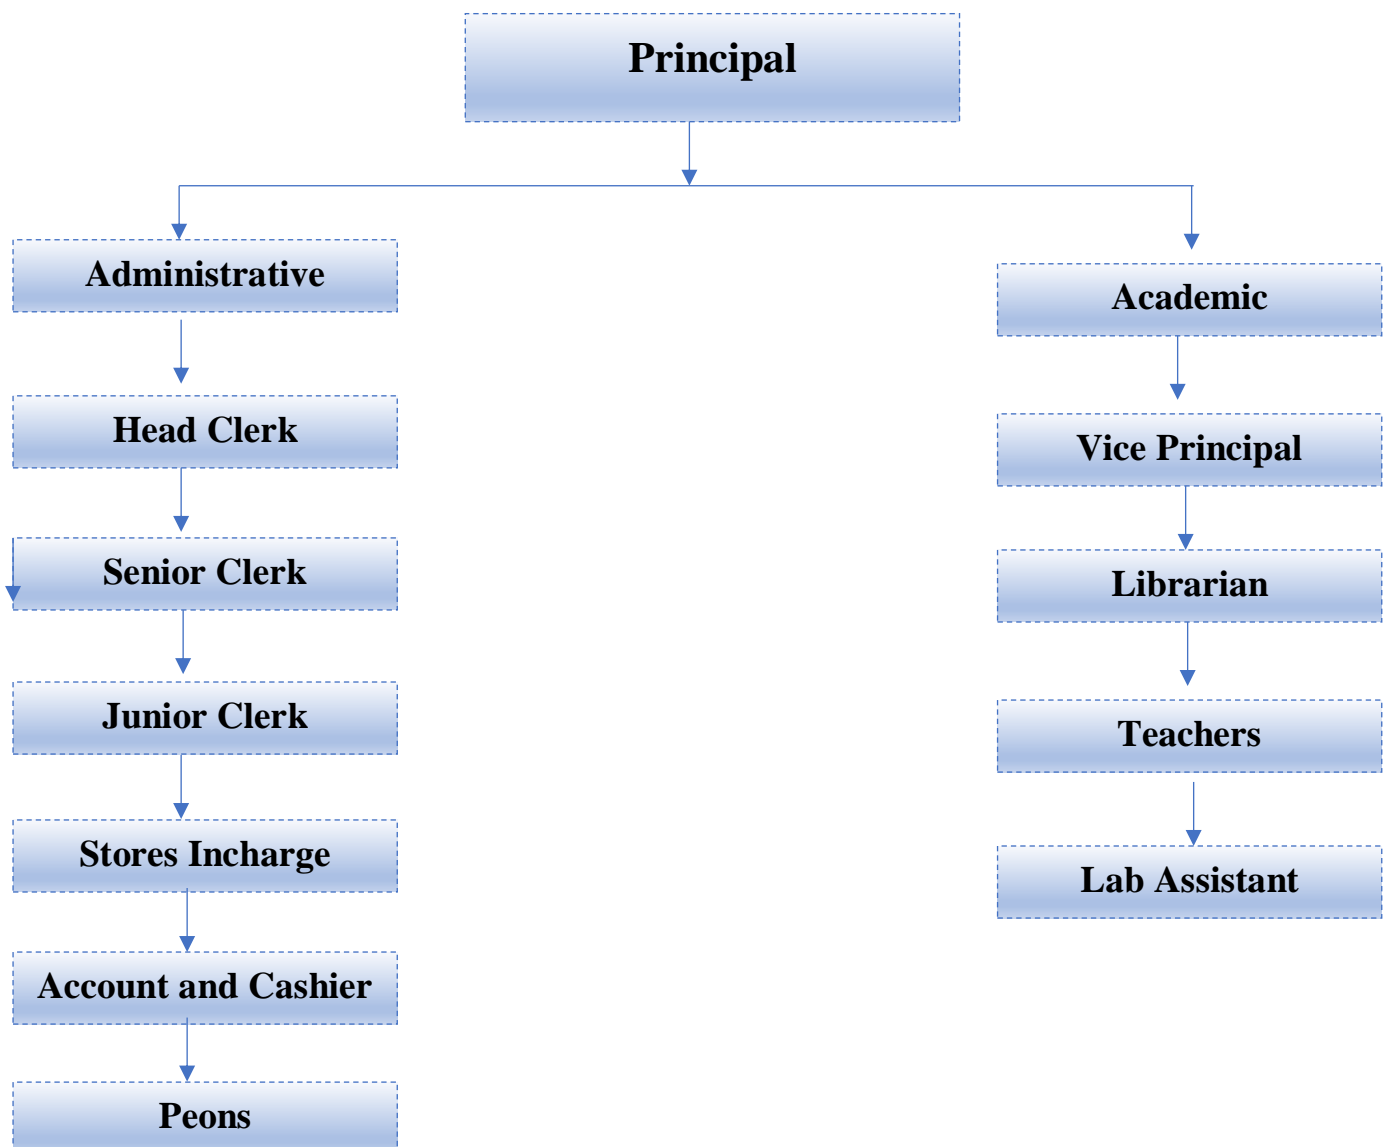 Principal
Administrative
Head Clerk
Senior Clerk
Junior Clerk
Stores Incharge
Account and Cashier
Peons
Academic
Vice Principal
Librarian
Teachers
Lab Assistant